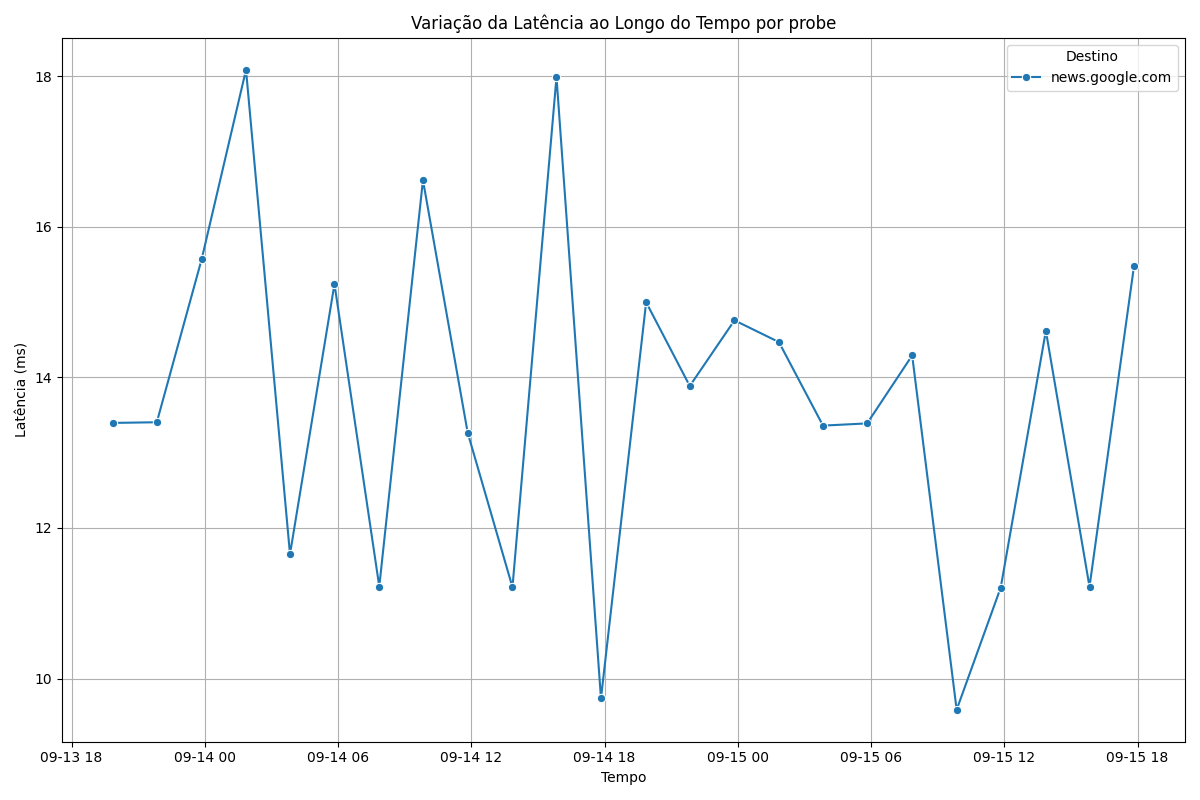 Variação da Latência ao Longo do Tempo por probe
Destino
news.google.com
Latência (ms)
18
16
14
12
10
09-13 18
09-14 00
09-14 06
09-14 12
09-14 18
09-15 00
09-15 06
09-15 12
09-15 18
Tempo